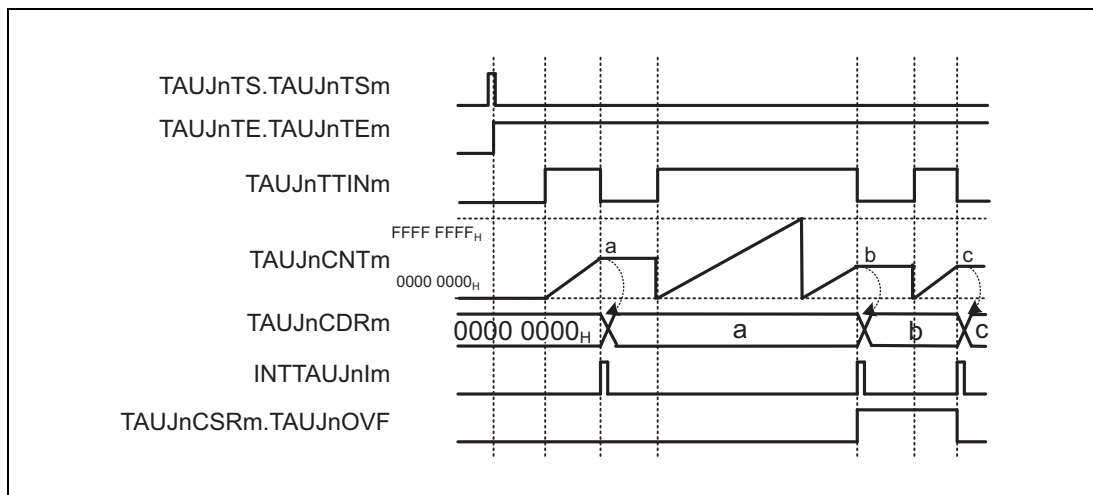 TAUJnTS.TAUJnTSm
TAUJnTE.TAUJnTEm
TAUJnTTINm
FFFF FFFFH
a
b
c
TAUJnCNTm
0000 0000H
TAUJnCDRm
0000 0000H
a
b
c
INTTAUJnIm
TAUJnCSRm.TAUJnOVF